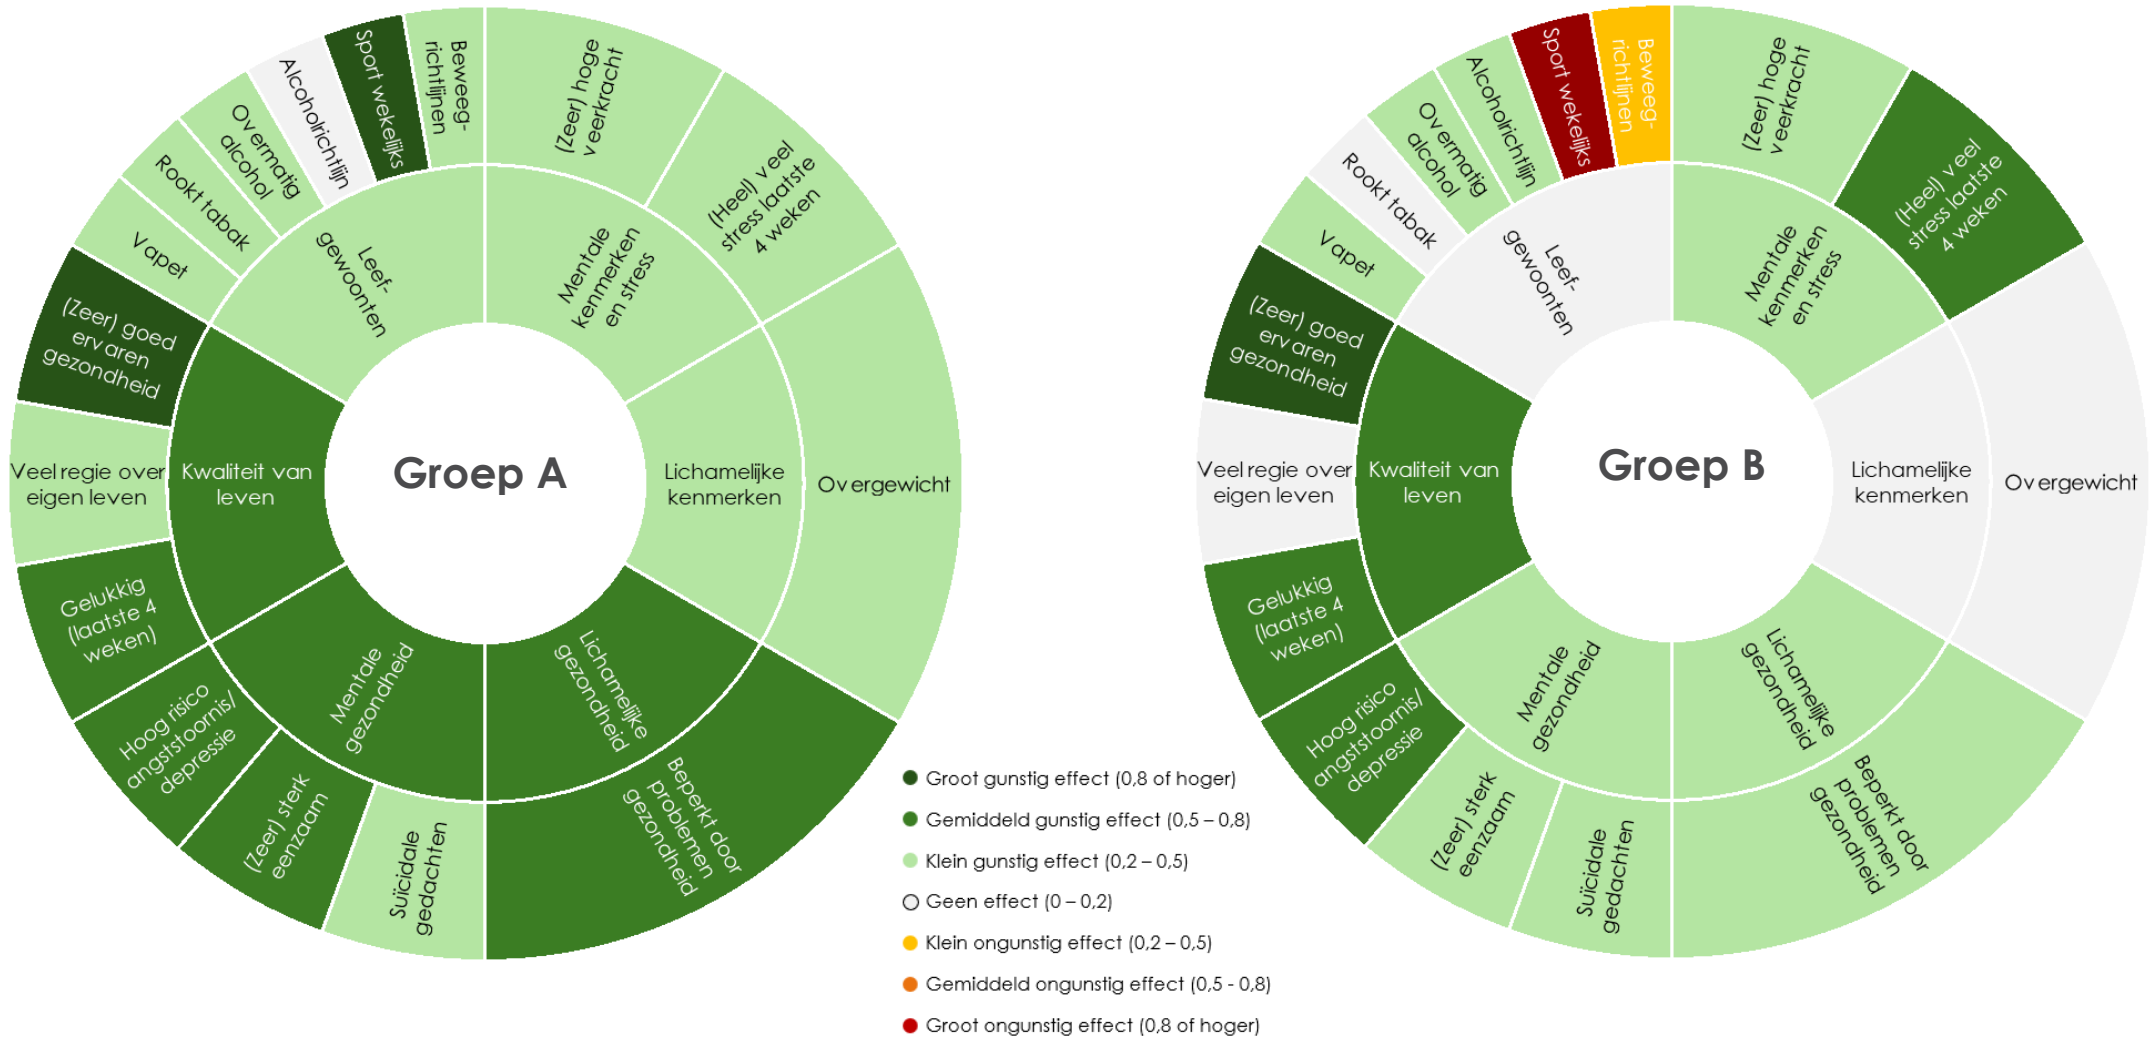 Groep A
(Zeer) hoge
veerkracht
(Heel) veel
stress laatste
4 weken
Overgewicht
Beperkt door
problemen
gezondheid
Suïcidale
gedachten
(Zeer) sterk
eenzaam
Hoog risico
angststoornis/
depressie
Gelukkig
(laatste 4
weken)
Veel regie over
eigen leven
(Zeer) goed
ervaren
gezondheid
Vapet
Rookt tabak
Overmatig
alcohol
Alcoholrichtlijn
Sport wekelijks
Beweeg-
richtlijnen
Mentale
kenmerken
en stress
Lichamelijke
kenmerken
Lichamelijke
gezondheid
Mentale
gezondheid
Kwaliteit van
leven
Leef-
gewoonten
Groep B
(Zeer) hoge
veerkracht
(Heel) veel
stress laatste
4 weken
Overgewicht
Beperkt door
problemen
gezondheid
Suïcidale
gedachten
(Zeer) sterk
eenzaam
Hoog risico
angststoornis/
depressie
Gelukkig
(laatste 4
weken)
Veel regie over
eigen leven
(Zeer) goed
ervaren
gezondheid
Vapet
Rookt tabak
Overmatig
alcohol
Alcoholrichtlijn
Sport wekelijks
Beweeg-
richtlijnen
Mentale
kenmerken
en stress
Lichamelijke
kenmerken
Lichamelijke
gezondheid
Mentale
gezondheid
Kwaliteit van
leven
Leef-
gewoonten
Groot gunstig effect (0,8 of hoger)
Gemiddeld gunstig effect (0,5 – 0,8)
Klein gunstig effect (0,2 – 0,5)
Geen effect (0 – 0,2)
Klein ongunstig effect (0,2 – 0,5)
Gemiddeld ongunstig effect (0,5 - 0,8)
Groot ongunstig effect (0,8 of hoger)